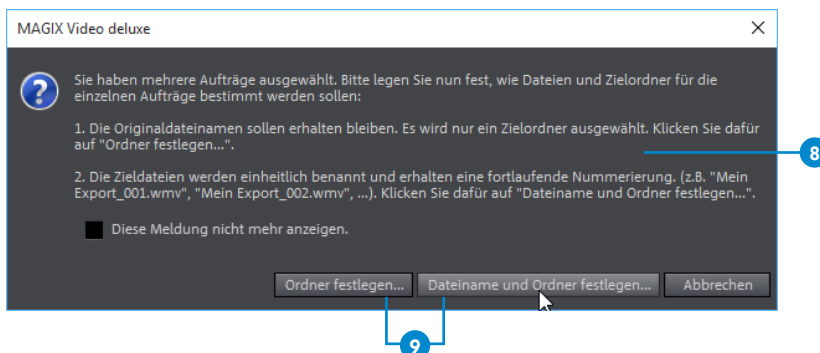 MAGIX Video deluxe
Sie haben mehrere Aufträge ausgewählt. Bitte legen Sie nun fest, wie Dateien und Zielordner für die
einzelnen Aufträge bestimmt werden sollen:
1. Die Originaldateinamen sollen erhalten bleiben. Es wird nur ein Zielordner ausgewählt. Klicken Sie dafür
auf "Ordner festlegen...".
8
2. Die Zieldateien werden einheitlich benannt und erhalten eine fortlaufende Nummerierung. (z.B. "Mein
Export_001.wmv", "Mein Export_002.wmv", ...). Klicken Sie dafür auf "Dateiname und Ordner festlegen...".
Diese Meldung nicht mehr anzeigen.
Ordner festlegen... Dateiname und Ordner festlegen... Abbrechen
9